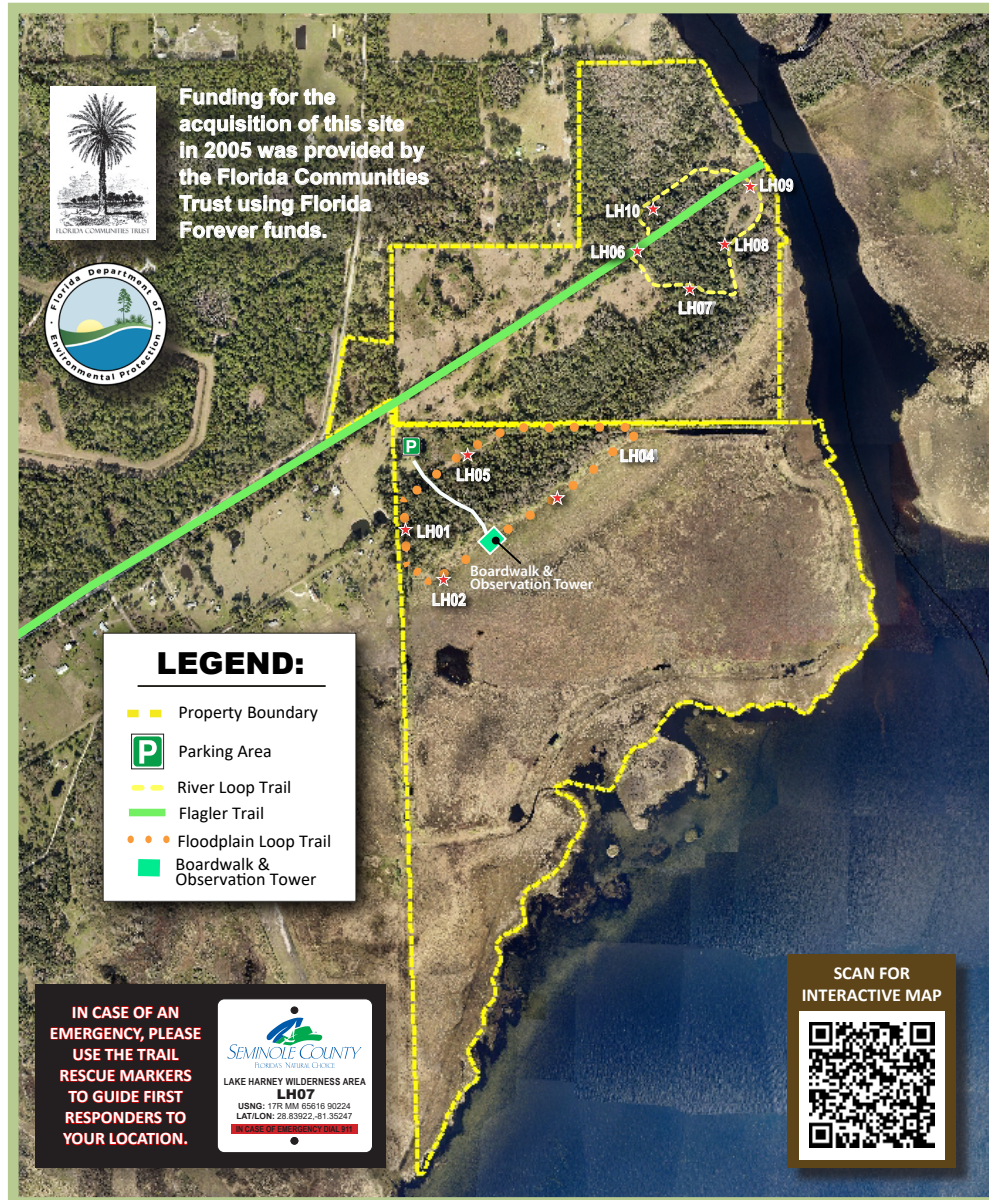 Funding for the
acquisition of this site
in 2005 was provided by
the Florida Communities
Trust using Florida
Forever funds.
FLORIDA COMMUNITIES TRUST
Florida Department of
Environmental Protection
LH09
LH10
LH08
LH06
LH07
P
LH05
LH04
LH01
Boardwalk &
Observation Tower
LH02
LEGEND:
Property Boundary
P
Parking Area
River Loop Trail
Flagler Trail
Floodplain Loop Trail
Boardwalk &
Observation Tower
IN CASE OF AN
EMERGENCY, PLEASE
USE THE TRAIL
RESCUE MARKERS
TO GUIDE FIRST
RESPONDERS TO
YOUR LOCATION.
SEMINOLE COUNTY
FLORIDA'S NATURAL CHOICE
LAKE HARNEY WILDERNESS AREA
LH07
USNG: 17R MM 65616 90224
LAT/LON: 28.83922,-81.35247
IN CASE OF EMERGENCY DIAL 911
SCAN FOR
INTERACTIVE MAP